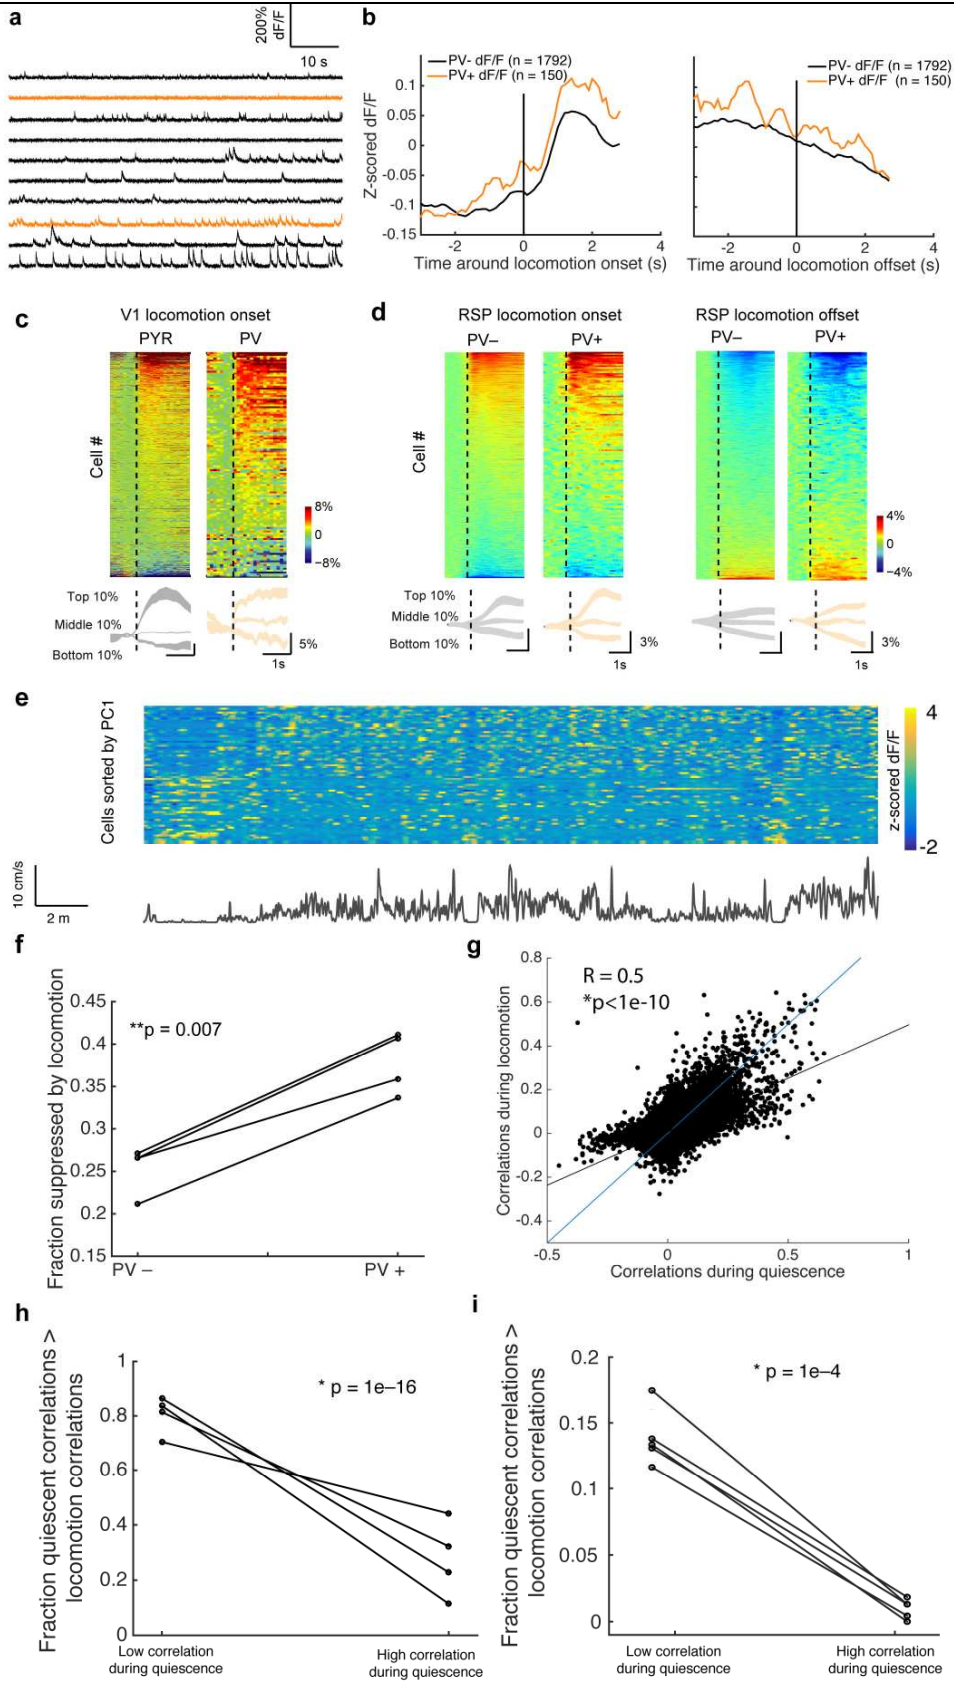 a
200%
dF/F
10 s
b
PV- dF/F (n = 1792)
PV+ dF/F (n = 150)
Z-scored dF/F
0.1
0.05
0
-0.05
-0.1
-0.15
-2 0 2 4
Time around locomotion onset (s)
PV- dF/F (n = 1792)
PV+ dF/F (n = 150)
-2 0 2 4
Time around locomotion offset (s)
c
V1 locomotion onset
PYR PV
Cell #
8%
0
−8%
Top 10%
Middle 10%
Bottom 10%
5%
1s
d
RSP locomotion onset
PV– PV+
RSP locomotion offset
PV– PV+
Cell #
4%
0
−4%
Top 10%
Middle 10%
Bottom 10%
3%
1s
3%
1s
e
Cells sorted by PC1
4
-2
z-scored dF/F
10 cm/s
2 m
f
Fraction suppressed by locomotion
0.45
0.4
0.35
0.3
0.25
0.2
0.15
**p = 0.007
PV – PV +
g
R = 0.5
*p<1e-10
Correlations during locomotion
0.8
0.6
0.4
0.2
0
-0.2
-0.4
-0.5 0 0.5 1
Correlations during quiescence
h
Fraction quiescent correlations >
locomotion correlations
1
0.8
0.6
0.4
0.2
0
* p = 1e–16
Low correlation
during quiescence
High correlation
during quiescence
i
Fraction quiescent correlations >
locomotion correlations
0.2
0.15
0.1
0.05
0
* p = 1e–4
Low correlation
during quiescence
High correlation
during quiescence